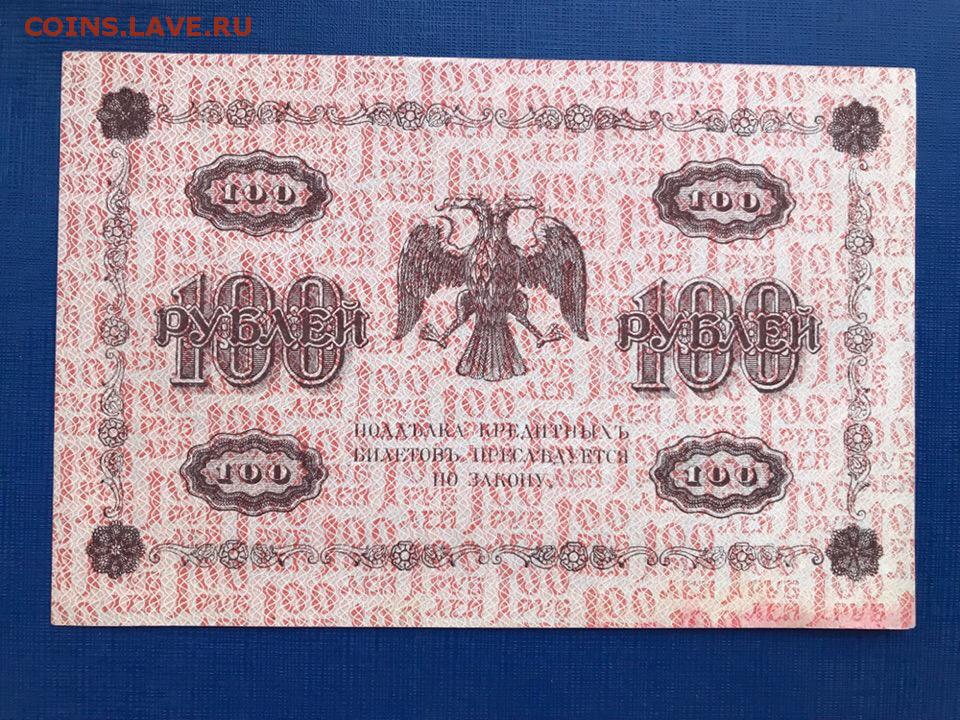 COINS.LAVE.RU
100 100
100 РУБЛЕЙ 100 РУБЛЕЙ
ПОДДѢЛКА КРЕДИТНЫХЪ
БИЛЕТОВЪ ПРЕСЛѢДУЕТСЯ
ПО ЗАКОНУ.
100 100